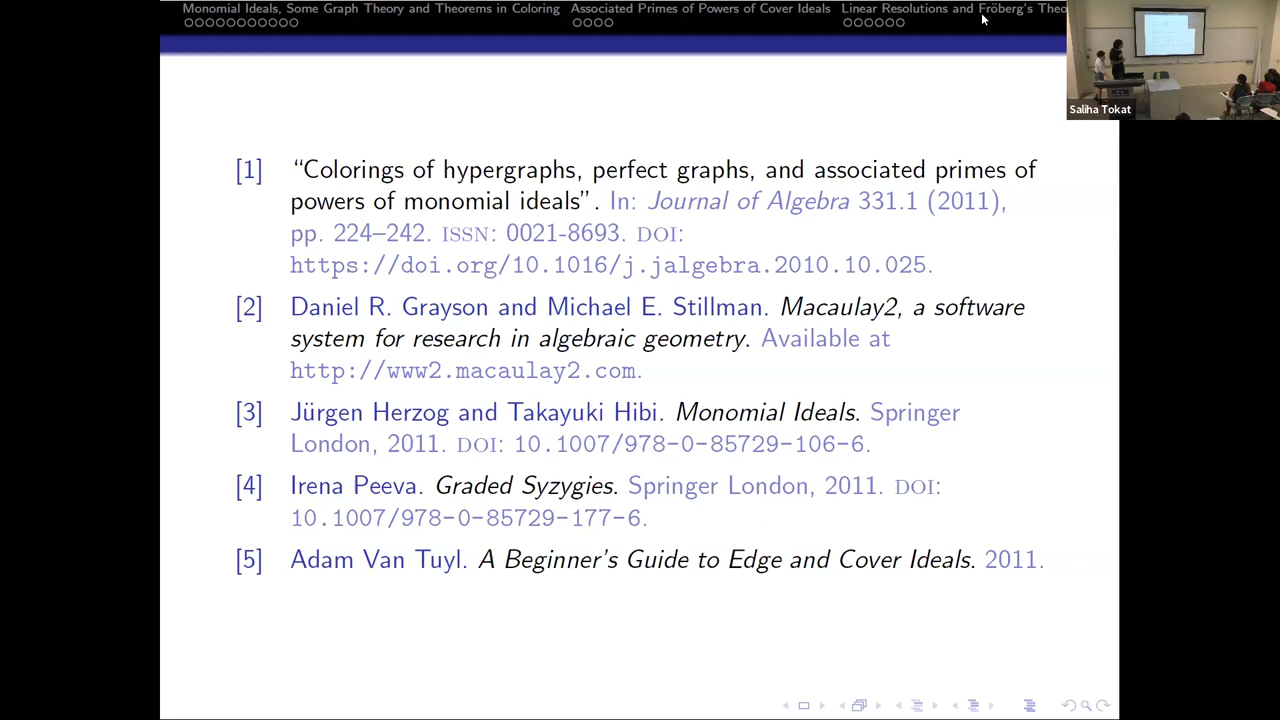 Monomial Ideals, Some Graph Theory and Theorems in Coloring Associated Primes of Powers of Cover Ideals Linear Resolutions and Fröberg's Theo
Saliha Tokat
[1] “Colorings of hypergraphs, perfect graphs, and associated primes of
powers of monomial ideals”. In: Journal of Algebra 331.1 (2011),
pp. 224–242. ISSN: 0021-8693. DOI:
https://doi.org/10.1016/j.jalgebra.2010.10.025.
[2] Daniel R. Grayson and Michael E. Stillman. Macaulay2, a software
system for research in algebraic geometry. Available at
http://www2.macaulay2.com.
[3] Jürgen Herzog and Takayuki Hibi. Monomial Ideals. Springer
London, 2011. DOI: 10.1007/978-0-85729-106-6.
[4] Irena Peeva. Graded Syzygies. Springer London, 2011. DOI:
10.1007/978-0-85729-177-6.
[5] Adam Van Tuyl. A Beginner's Guide to Edge and Cover Ideals. 2011.